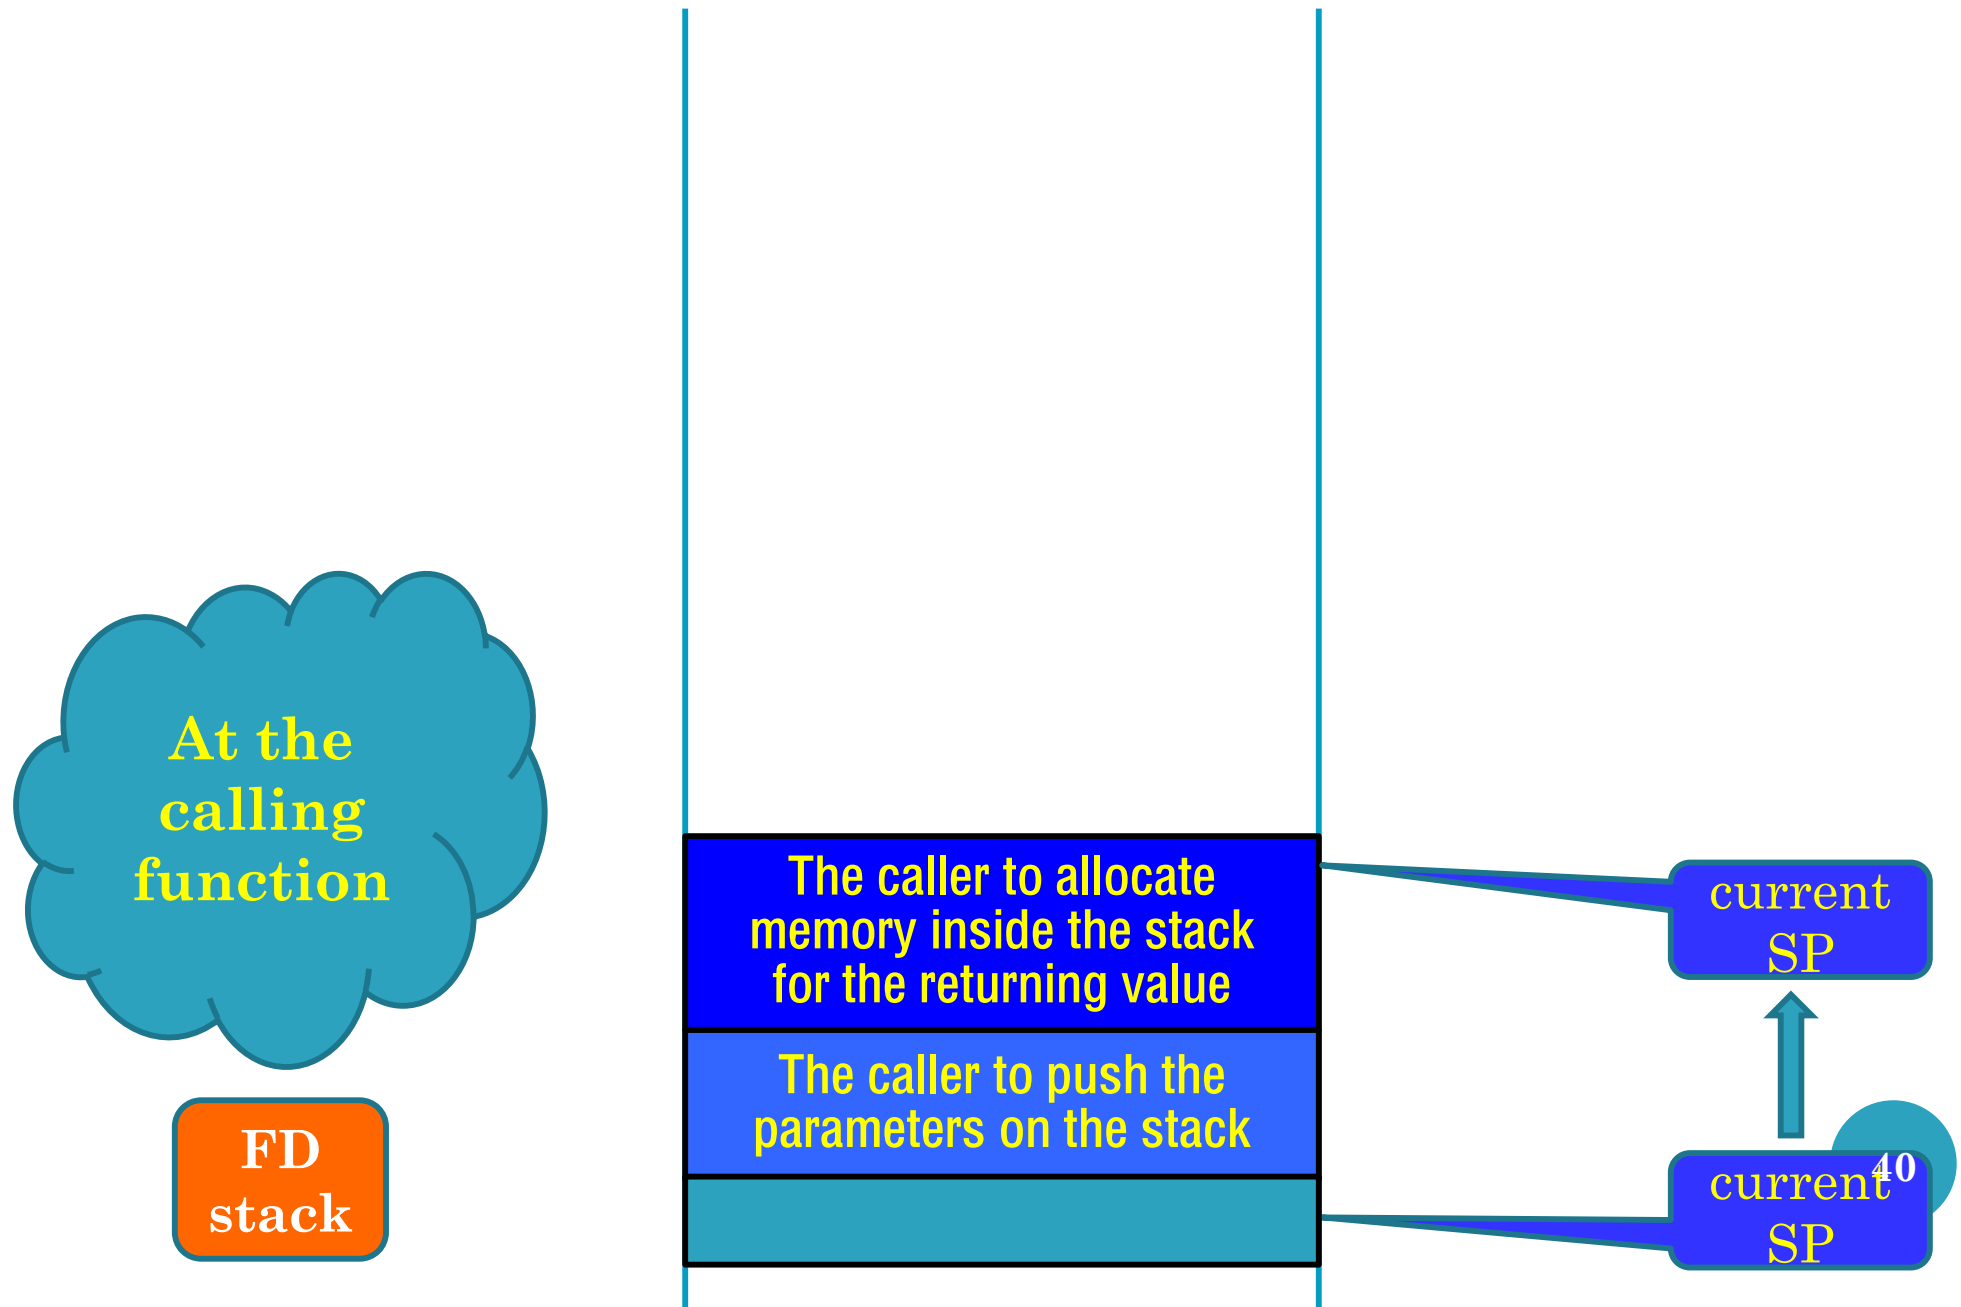 At the
calling
function
FD
stack
The caller to allocate
memory inside the stack
for the returning value
The caller to push the
parameters on the stack
current
SP
current
SP
40